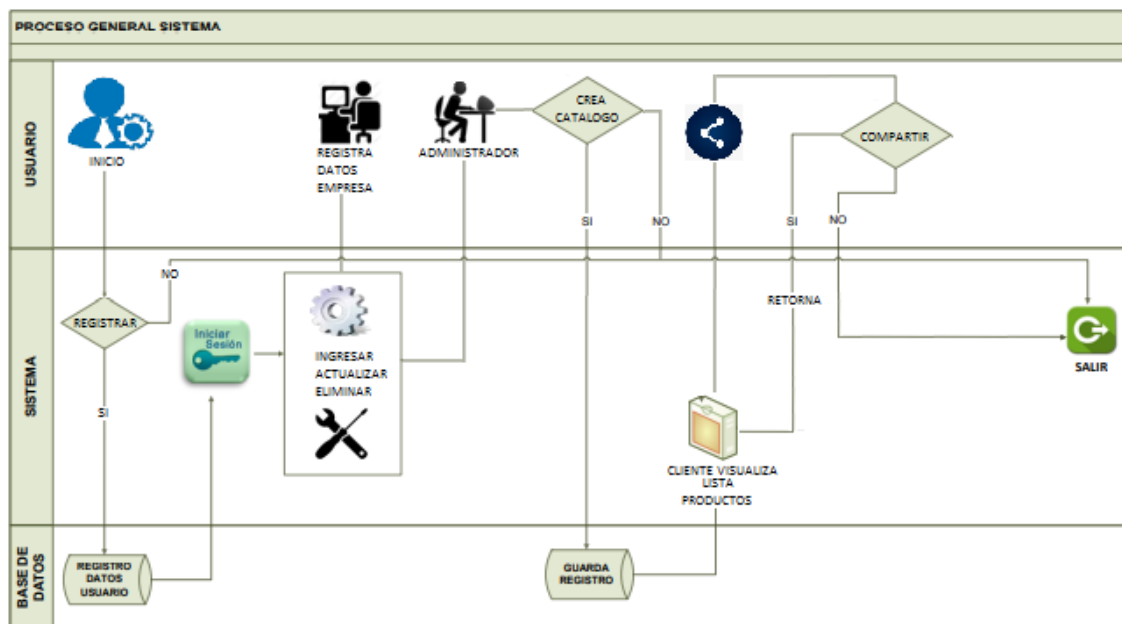 PROCESO GENERAL SISTEMA
USUARIO
INICIO
REGISTRA
DATOS
EMPRESA
ADMINISTRADOR
CREA
CATALOGO
COMPARTIR
SI
NO
SI
NO
SISTEMA
NO
REGISTRAR
Iniciar
Sesión
INGRESAR
ACTUALIZAR
ELIMINAR
RETORNA
SALIR
SI
CLIENTE VISUALIZA
LISTA
PRODUCTOS
BASE DE
DATOS
REGISTRO
DATOS
USUARIO
GUARDA
REGISTRO